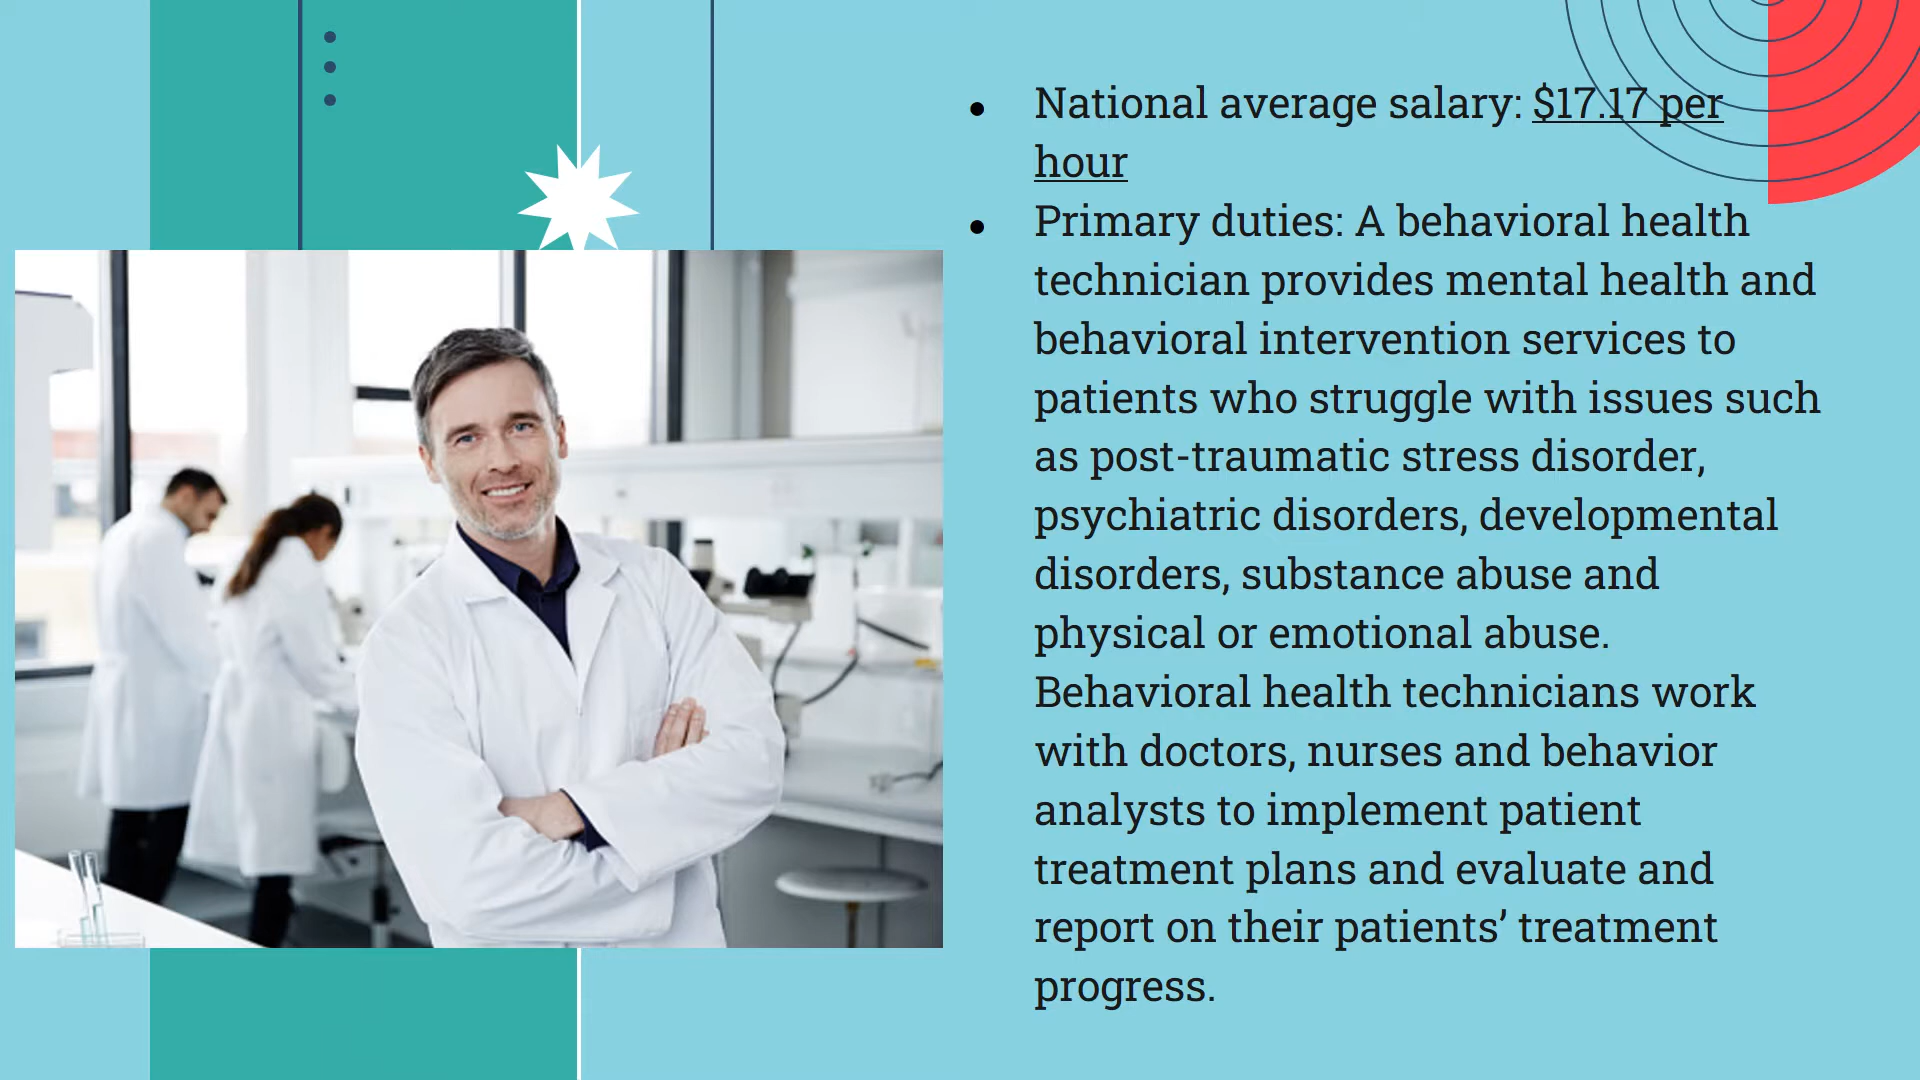 National average salary: $17.17 per
hour
Primary duties: A behavioral health
technician provides mental health and
behavioral intervention services to
patients who struggle with issues such
as post-traumatic stress disorder,
psychiatric disorders, developmental
disorders, substance abuse and
physical or emotional abuse.
Behavioral health technicians work
with doctors, nurses and behavior
analysts to implement patient
treatment plans and evaluate and
report on their patients’ treatment
progress.